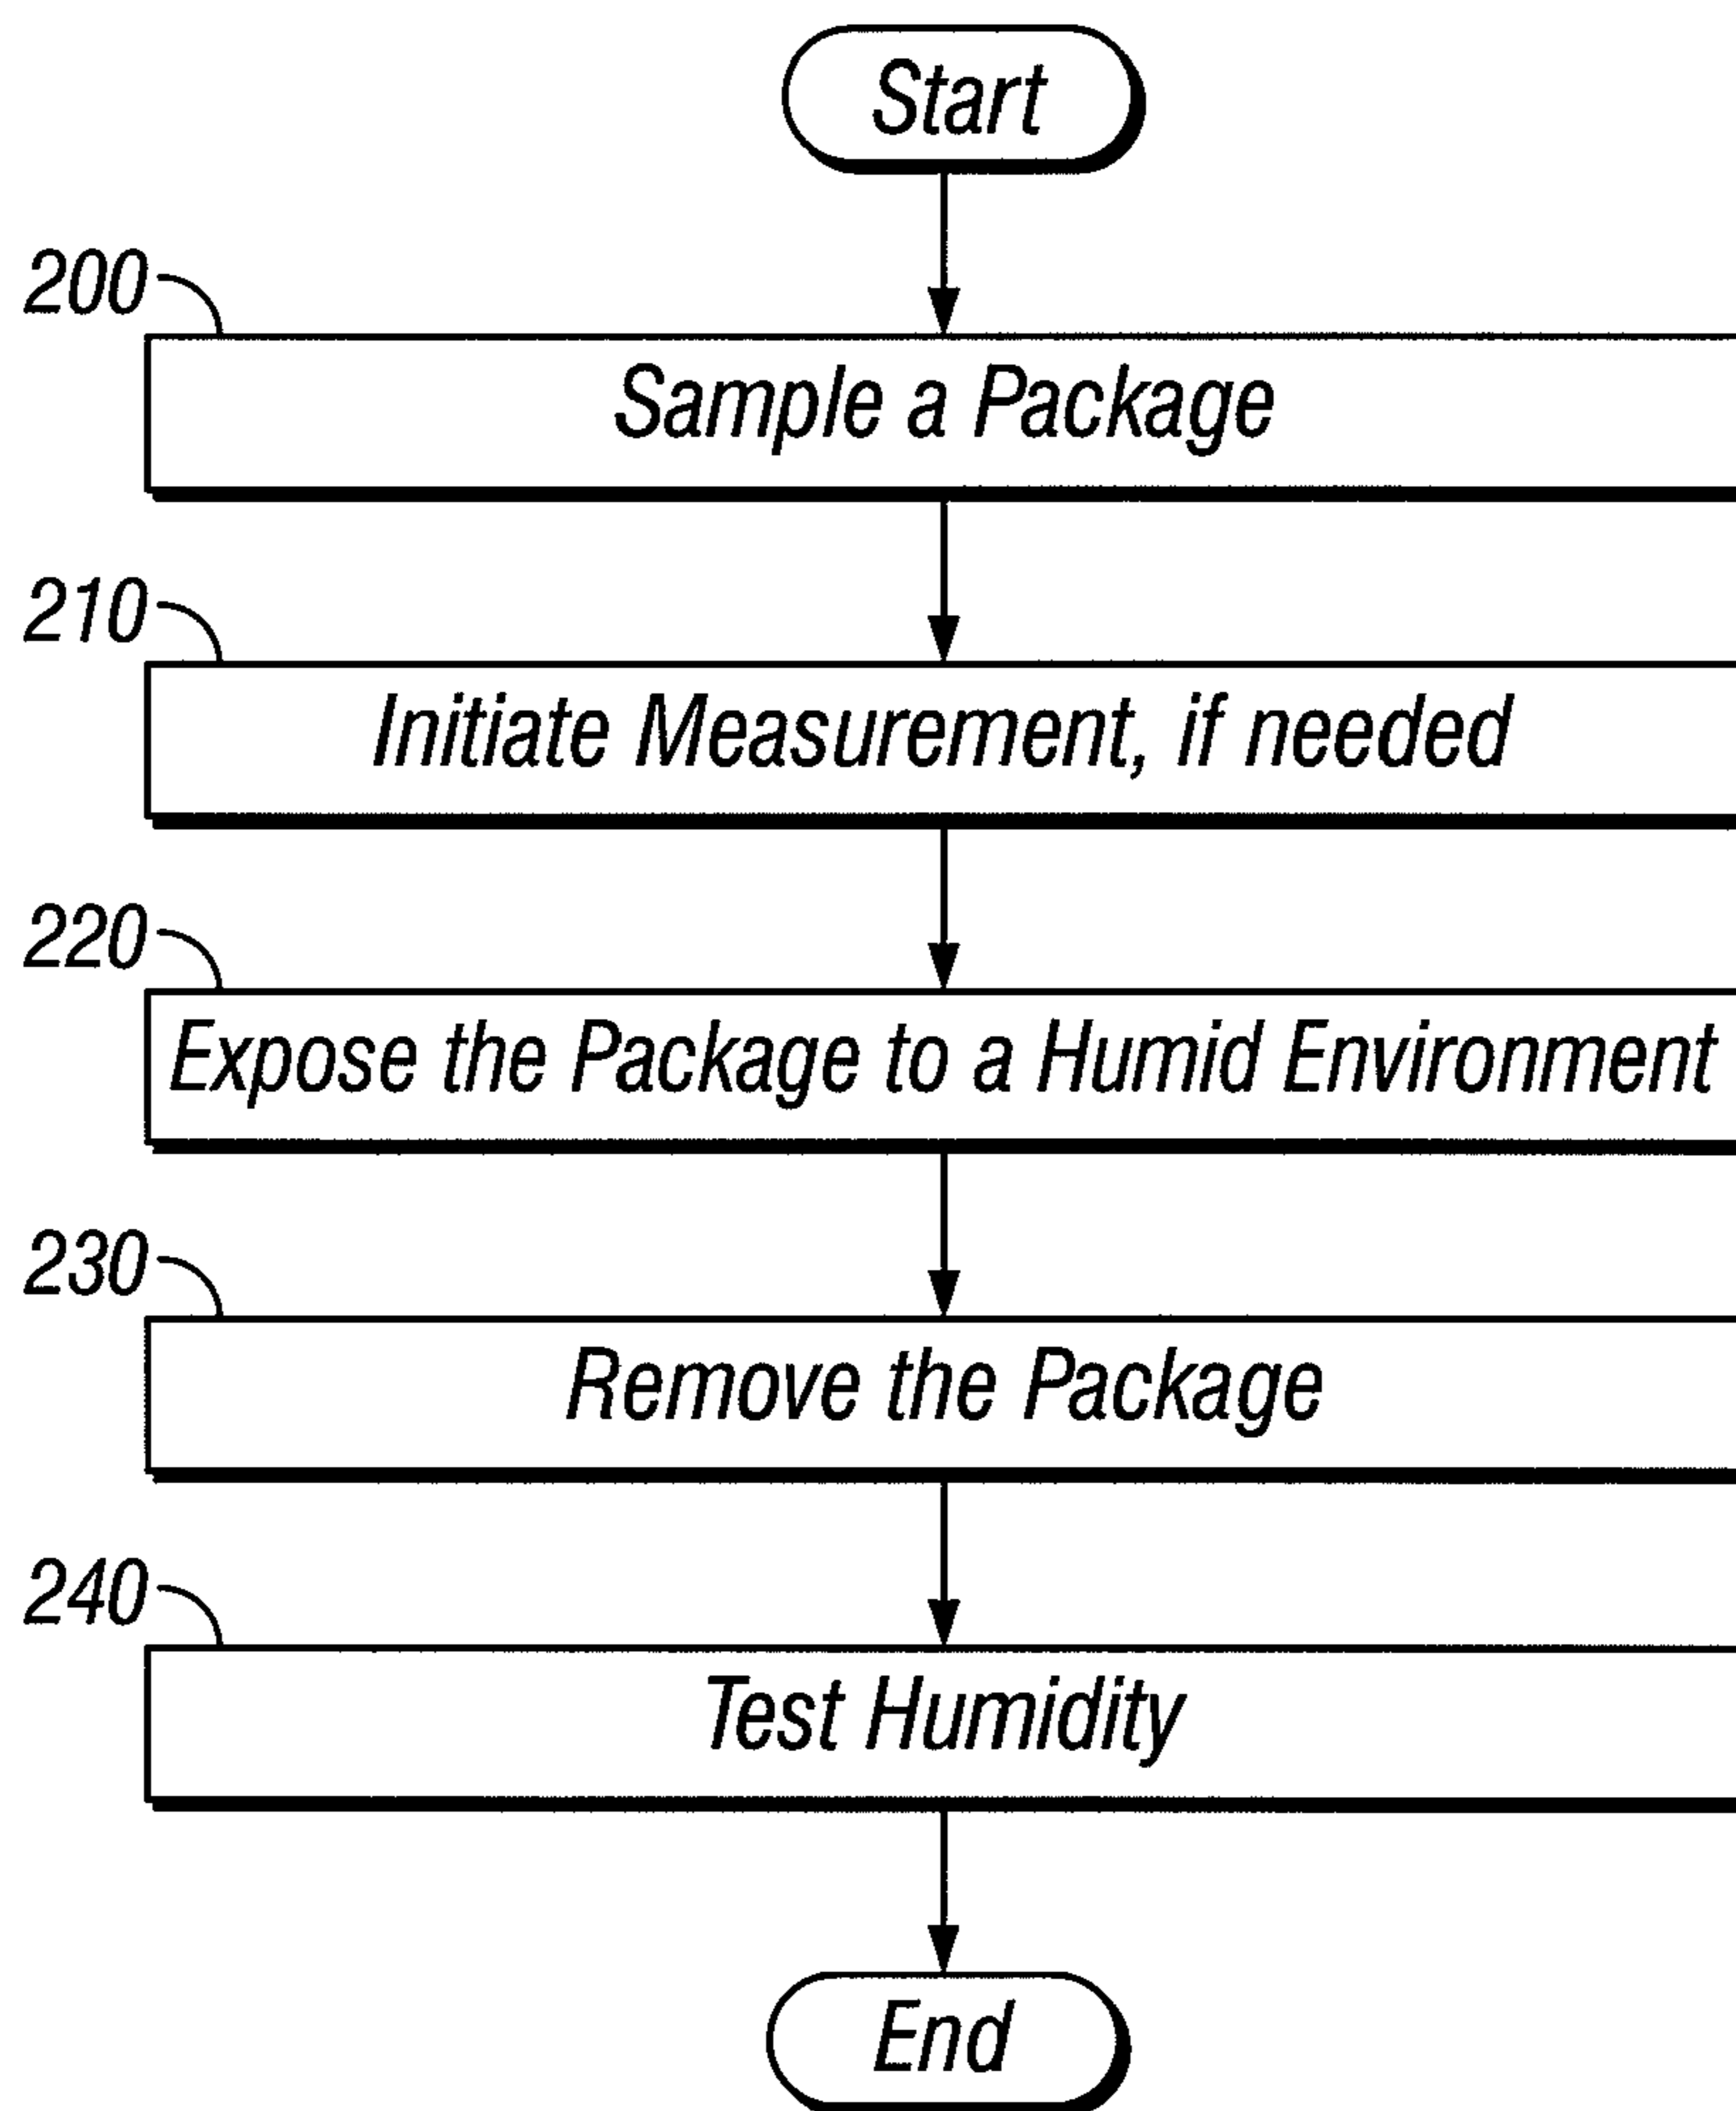 Start
200
Sample a Package
210
Initiate Measurement, if needed
220
Expose the Package to a Humid Environment
230
Remove the Package
240
Test Humidity
End